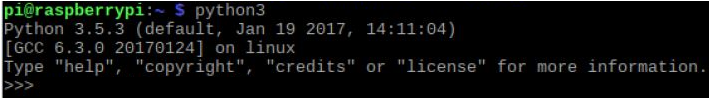 pi@raspberrypi:~ $ python3
Python 3.5.3 (default, Jan 19 2017, 14:11:04)
[GCC 6.3.0 20170124] on linux
Type "help", "copyright", "credits" or "license" for more information.
>>>